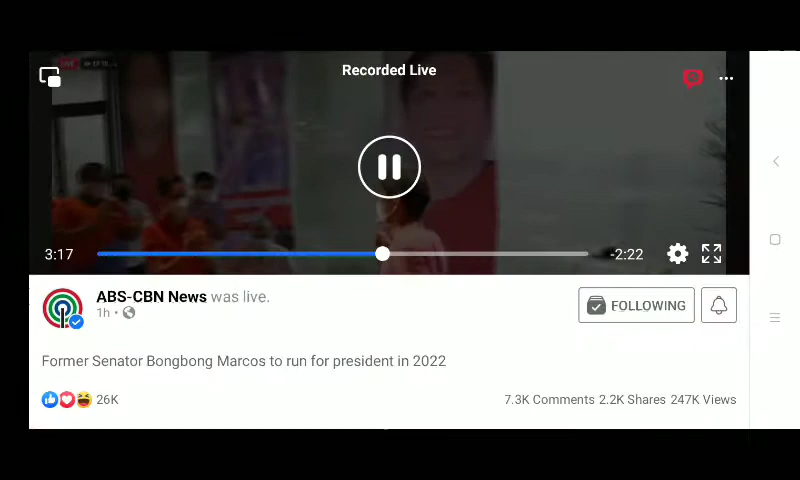 LIVE
Recorded Live
3:17
-2:22
ABS-CBN News was live.
1h
FOLLOWING
Former Senator Bongbong Marcos to run for president in 2022
26K
7.3K Comments 2.2K Shares 247K Views